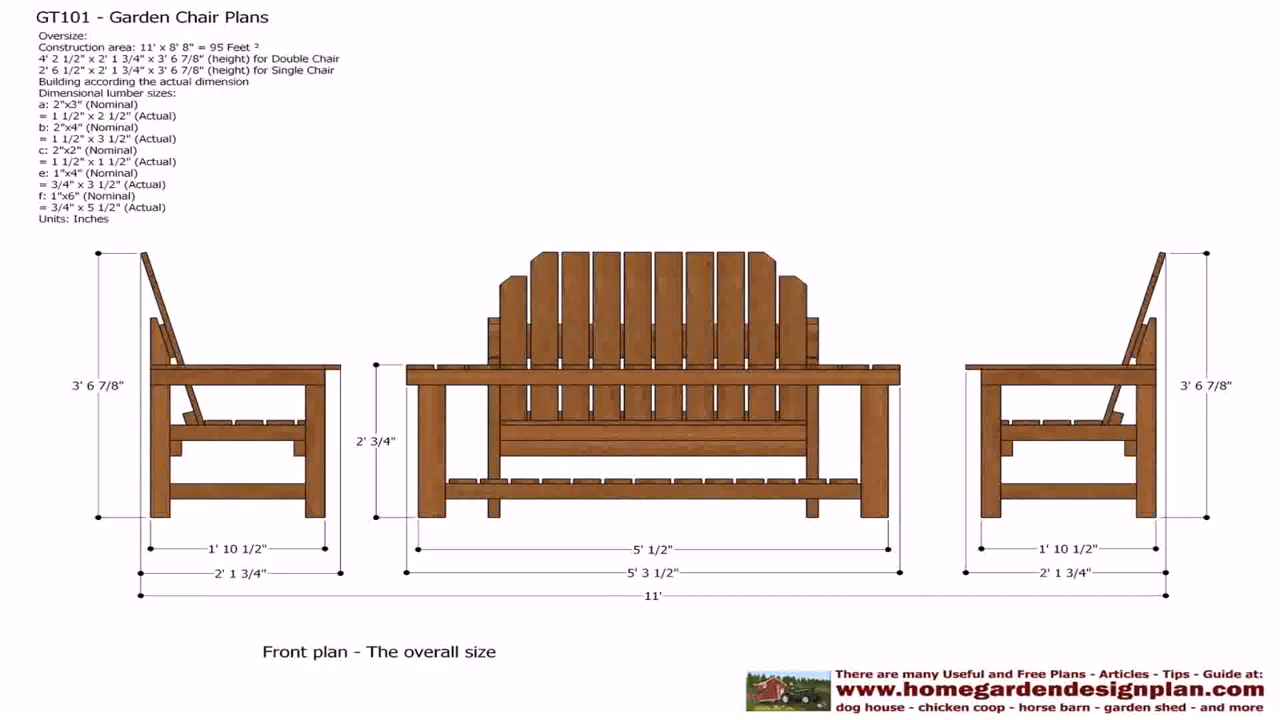 GT101 - Garden Chair Plans
Oversize:
Construction area: 11' x 8' 8" = 95 Feet ²
4' 2 1/2" x 2' 1 3/4" x 3' 6 7/8" (height) for Double Chair
2' 6 1/2" x 2' 1 3/4" x 3' 6 7/8" (height) for Single Chair
Building according the actual dimension
Dimensional lumber sizes:
a: 2"x3" (Nominal)
= 1 1/2" x 2 1/2" (Actual)
b: 2"x4" (Nominal)
= 1 1/2" x 3 1/2" (Actual)
c: 2"x2" (Nominal)
= 1 1/2" x 1 1/2" (Actual)
e: 1"x4" (Nominal)
= 3/4" x 3 1/2" (Actual)
f: 1"x6" (Nominal)
= 3/4" x 5 1/2" (Actual)
Units: Inches
3' 6 7/8"
3' 6 7/8"
2' 3/4"
1' 10 1/2"
5' 1/2"
1' 10 1/2"
2' 1 3/4"
5' 3 1/2"
2' 1 3/4"
11'
Front plan - The overall size
There are many Useful and Free Plans - Articles - Tips - Guide at:
www.homegardendesignplan.com
dog house - chicken coop - horse barn - garden shed - and more